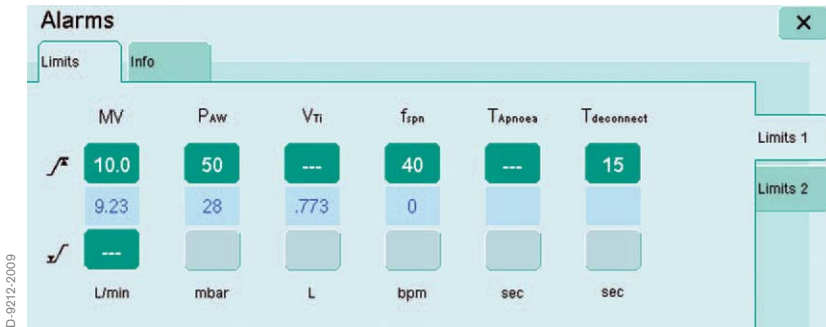 Alarms
×
Limits Info
MV PAW VTi fspn TApnoea Tdeconnect
Limits 1
10.0 50 --- 40 --- 15
Limits 2
9.23 28 .773 0
---
L/min mbar L bpm sec sec
D-9212-2009